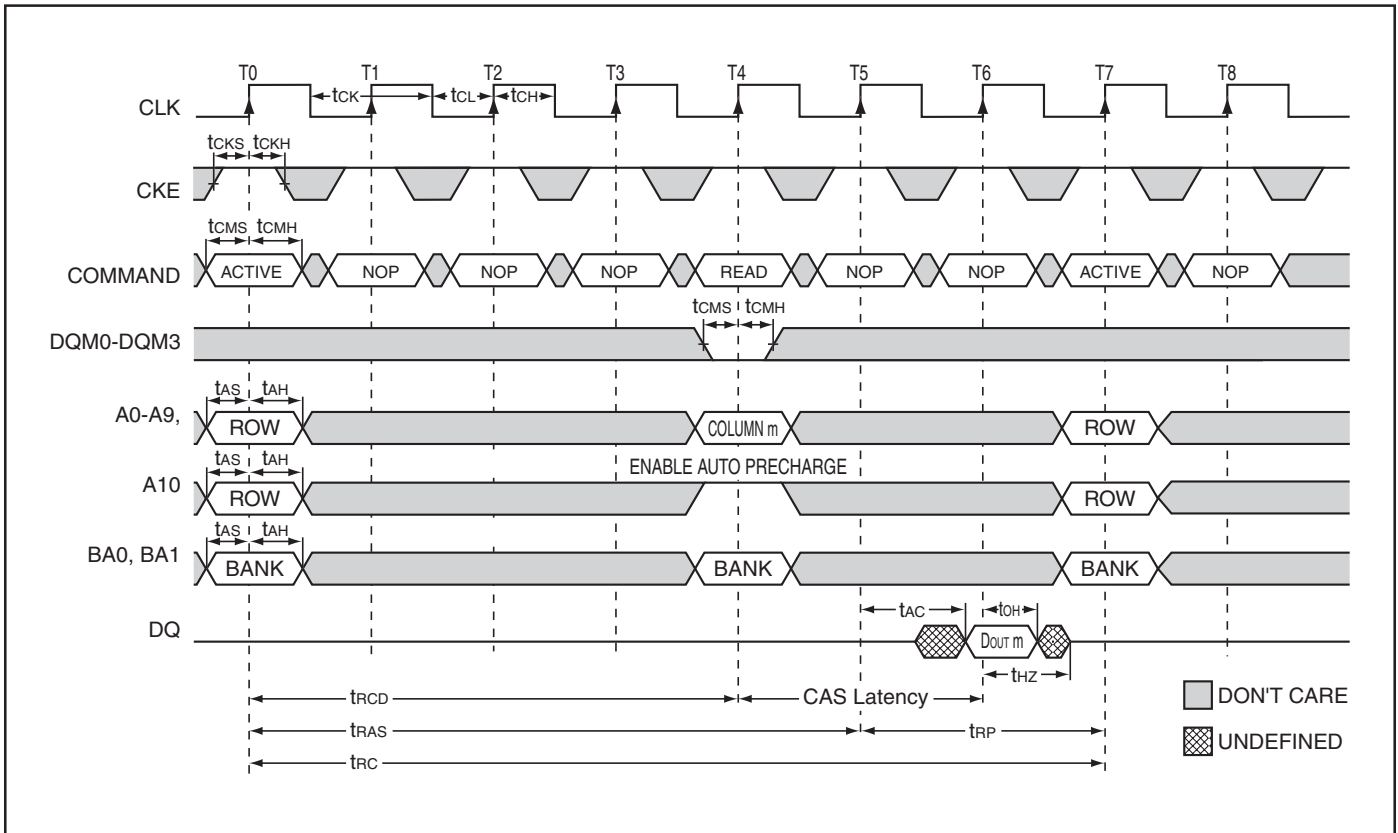 T0 T1 T2 T3 T4 T5 T6 T7 T8
CLK
tCK tCL tCH
tCKS tCKH
CKE
tCMS tCMH
COMMAND ACTIVE NOP NOP NOP READ NOP NOP ACTIVE NOP
tCMS tCMH
DQM0-DQM3
tAS tAH
A0-A9, ROW COLUMN m ROW
tAS tAH ENABLE AUTO PRECHARGE
A10 ROW ROW
tAS tAH
BA0, BA1 BANK BANK BANK
tAC tOH
DQ DOUT m
tHZ
tRCD CAS Latency
DON'T CARE
tRAS tRP
UNDEFINED
tRC